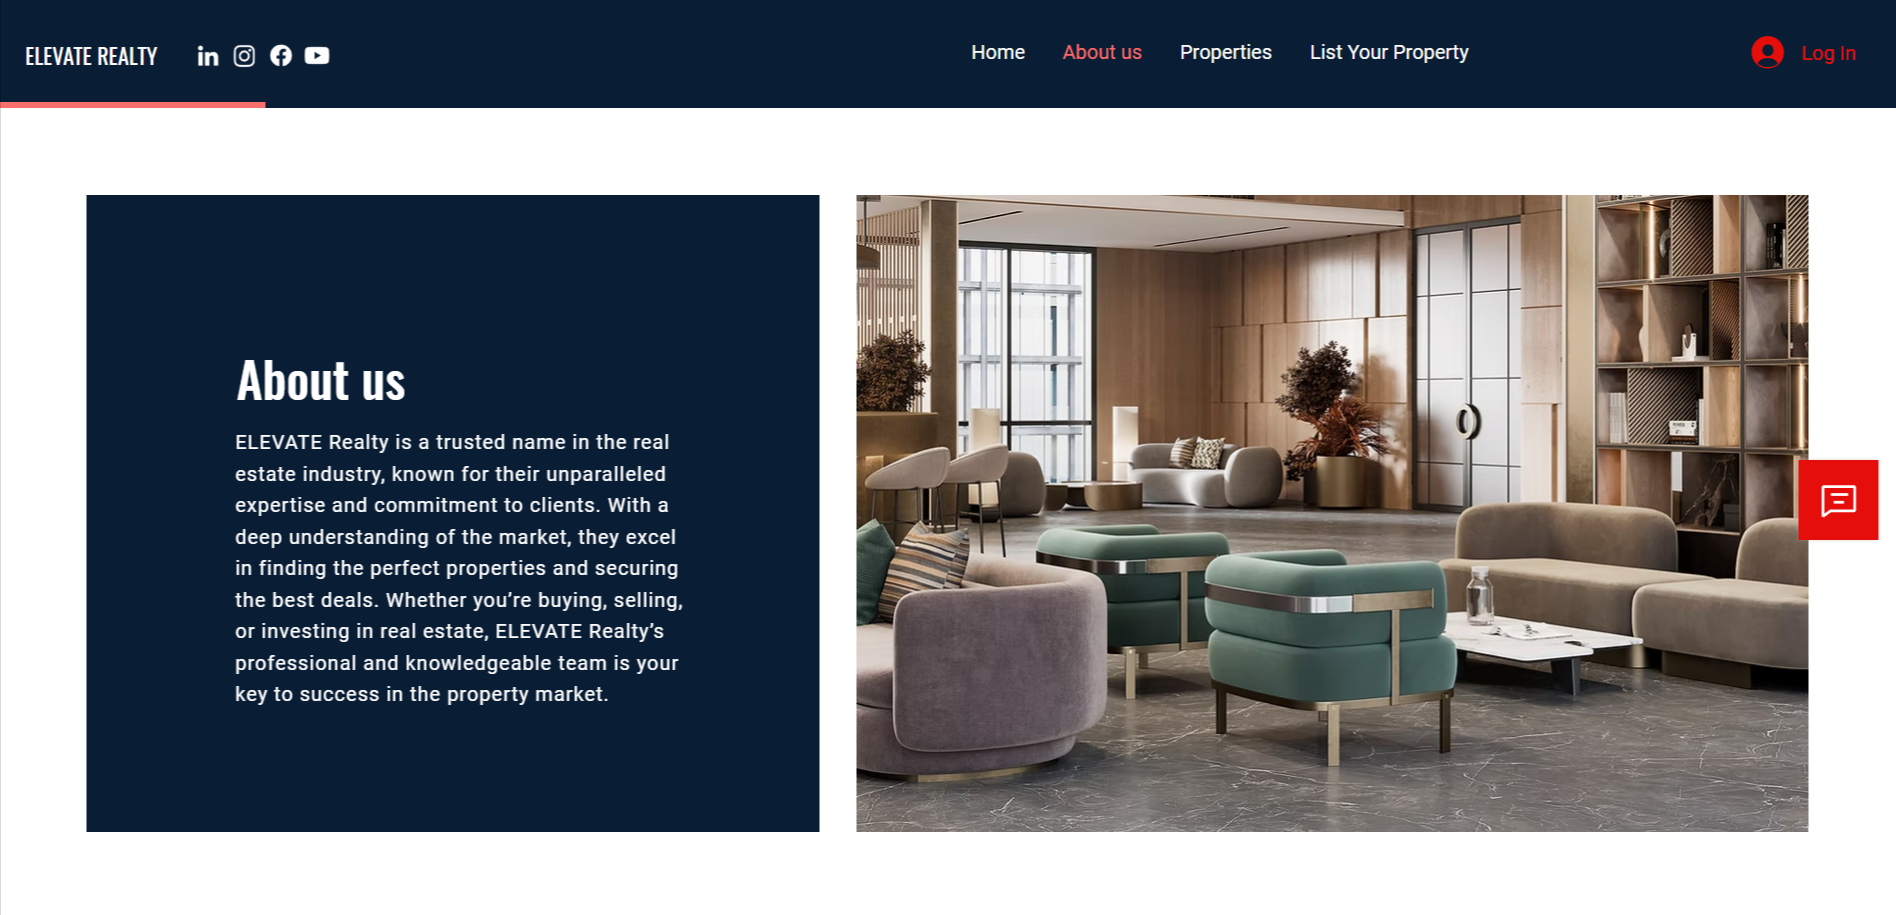 ELEVATE REALTY
Home
About us
Properties
List Your Property
Log In
About us
ELEVATE Realty is a trusted name in the real
estate industry, known for their unparalleled
expertise and commitment to clients. With a
deep understanding of the market, they excel
in finding the perfect properties and securing
the best deals. Whether you’re buying, selling,
or investing in real estate, ELEVATE Realty’s
professional and knowledgeable team is your
key to success in the property market.